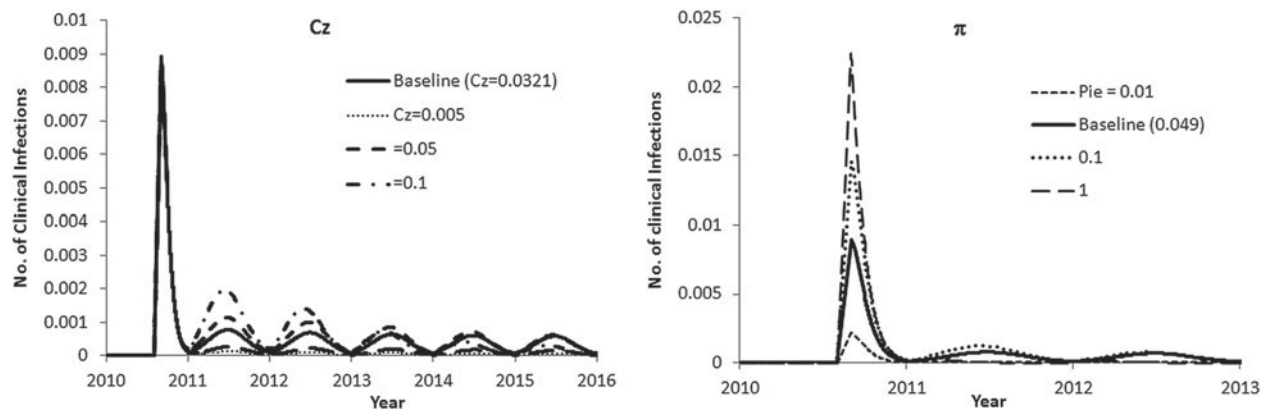 Cz
0.01
0.009
0.008
0.007
0.006
0.005
0.004
0.003
0.002
0.001
0
No. of Clinical Infections
Baseline (Cz=0.0321)
Cz=0.005
=0.05
=0.1
2010 2011 2012 2013 2014 2015 2016
Year
π
0.025
0.02
0.015
0.01
0.005
0
No. of clinical Infections
Pie = 0.01
Baseline (0.049)
0.1
1
2010 2011 2012 2013
Year